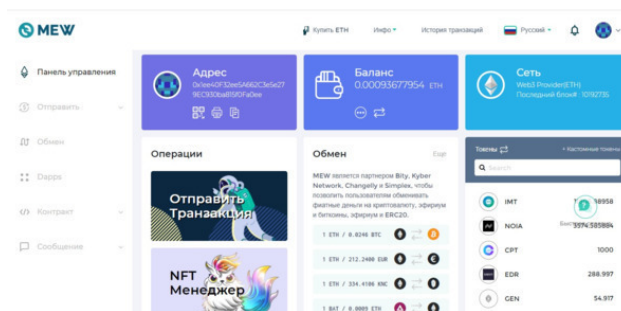 MEW
Купить ETH
Инфо
История транзакций
Русский
Панель управления
Отправить
Обмен
Dapps
Контракт
Сообщение
Адрес
Баланс
0.00093677954 ETH
Сеть
Web3 Provider(ETH)
Последний блок#: 10192735
Операции
Отправить
Транзакция
NFT
Менеджер
Обмен
Еще
MEW является партнером Bity, Kyber
Network, Changelly и Simplex, чтобы
позволить пользователям обменивать
фиатные деньги на криптовалюту, эфириум
и биткоины, эфириум и ERC20.
1 ETH / 0.0246 BTC
1 ETH / 212.2400 EUR
1 ETH / 334.4186 KNC
1 BAT / 0.0009 ETH
Токены
+ Кастомные токены
Search
IMT
NOIA
CPT
1000
EDR
288.997
GEN
54.917